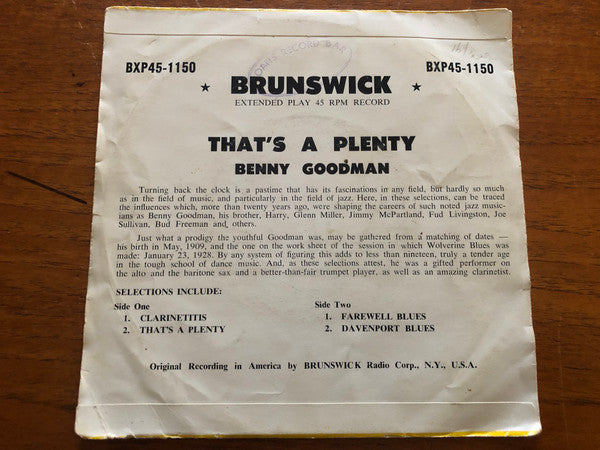 BXP45-1150 BXP45-1150
RECORD BAR
★ BRUNSWICK ★
EXTENDED PLAY 45 RPM RECORD
THAT'S A PLENTY
BENNY GOODMAN
Turning back the clock is a pastime that has its fascinations in any field, but hardly so much
as in the field of music, and particularly in the field of jazz. Here, in these selections, can be traced
the influences which, more than twenty years ago, were shaping the careers of such noted jazz music-
ians as Benny Goodman, his brother, Harry, Glenn Miller, Jimmy McPartland, Fud Livingston, Joe
Sullivan, Bud Freeman and, others.
Just what a prodigy the youthful Goodman was, may be gathered from a matching of dates —
his birth in May, 1909, and the one on the work sheet of the session in which Wolverine Blues was
made: January 23, 1928. By any system of figuring this adds to less than nineteen, truly a tender age
in the tough school of dance music. And, as these selections attest, he was a gifted performer on
the alto and the baritone sax and a better-than-fair trumpet player, as well as an amazing clarinetist.
SELECTIONS INCLUDE:
Side One Side Two
1. CLARINETITIS 1. FAREWELL BLUES
2. THAT'S A PLENTY 2. DAVENPORT BLUES
Original Recording in America by BRUNSWICK Radio Corp., N.Y., U.S.A.